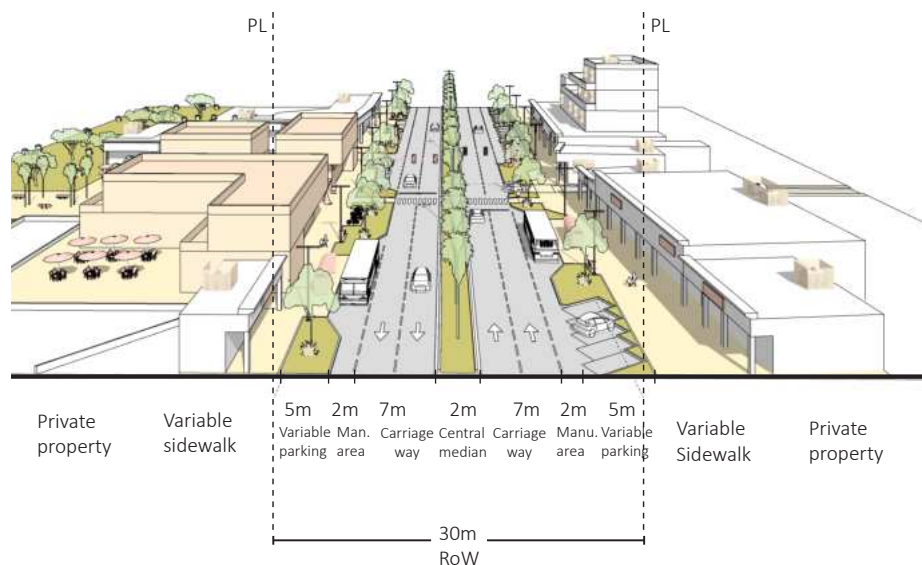 PL
PL
5m 2m 7m 2m 7m 2m 5m
Private property
Variable sidewalk
Variable parking
Man. area
Carriage way
Central median
Carriage way
Manu. area
Variable parking
Variable Sidewalk
Private property
30m
RoW